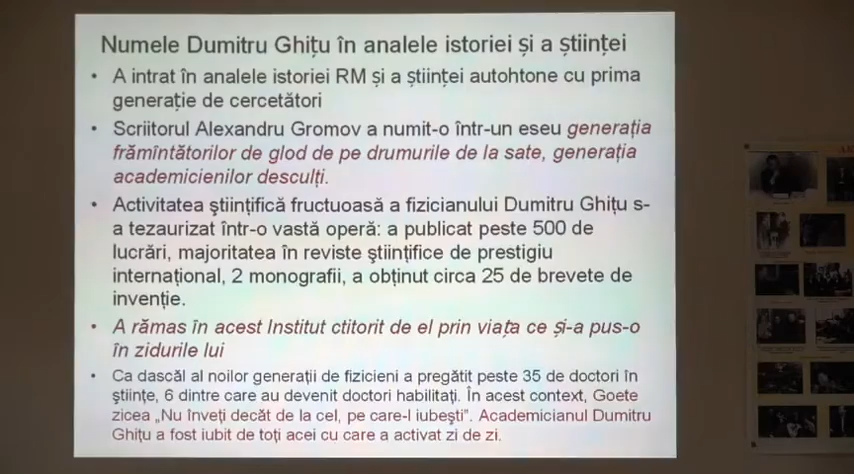 Numele Dumitru Ghițu în analele istoriei și a științei
• A intrat în analele istoriei RM și a științei autohtone cu prima
generație de cercetători
• Scriitorul Alexandru Gromov a numit-o într-un eseu generația
frămîntătorilor de glod de pe drumurile de la sate, generația
academicienilor desculți.
• Activitatea ştiințifică fructuoasă a fizicianului Dumitru Ghițu s-
a tezaurizat într-o vastă operă: a publicat peste 500 de
lucrări, majoritatea în reviste ştiințifice de prestigiu
internațional, 2 monografii, a obținut circa 25 de brevete de
invenție.
• A rămas în acest Institut ctitorit de el prin viața ce și-a pus-o
în zidurile lui
• Ca dascăl al noilor generații de fizicieni a pregătit peste 35 de doctori în
ştiințe, 6 dintre care au devenit doctori habilitați. În acest context, Goete
zicea „Nu înveți decât de la cel, pe care-l iubeşti”. Academicianul Dumitru
Ghițu a fost iubit de toți acei cu care a activat zi de zi.